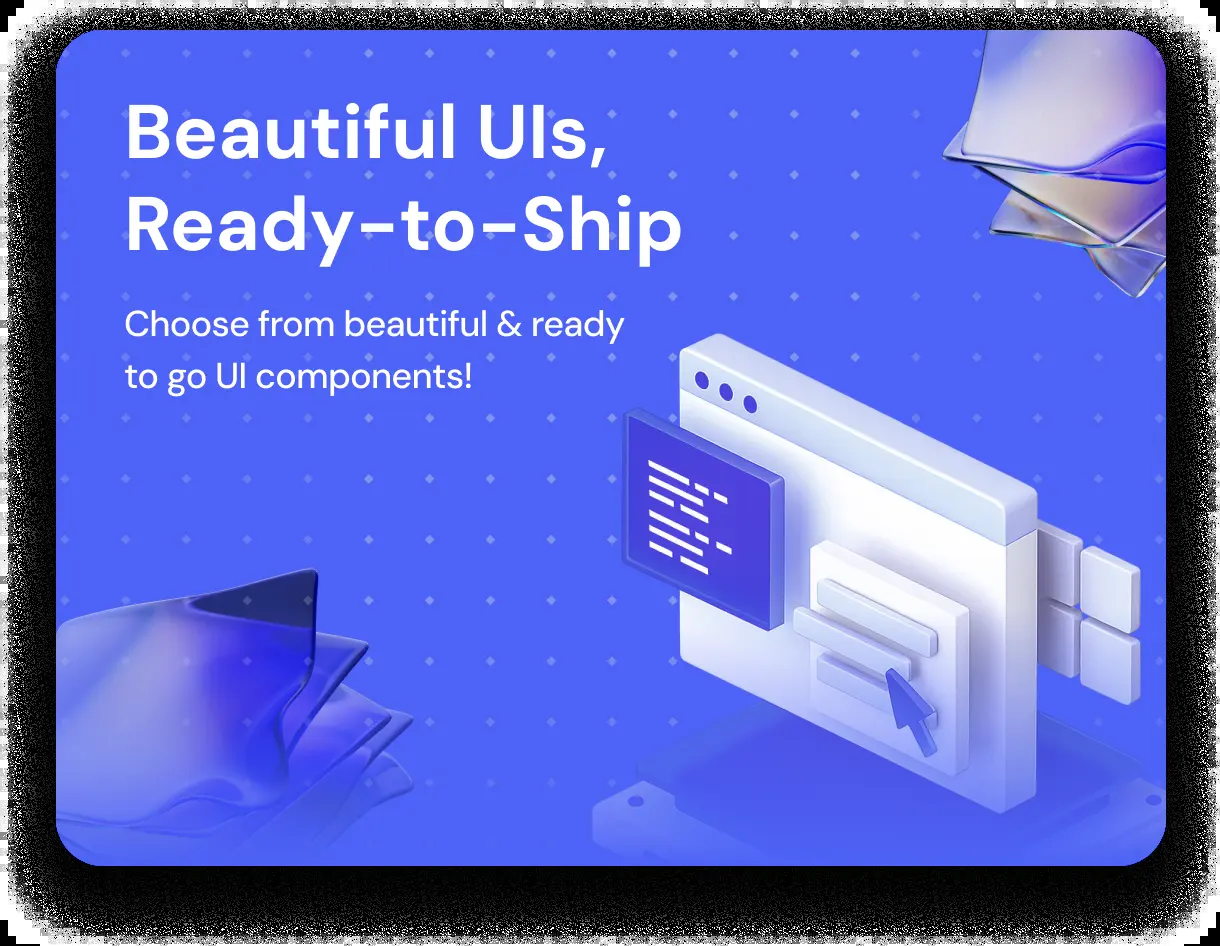 Beautiful UIs,
Ready-to-Ship
Choose from beautiful & ready
to go UI components!